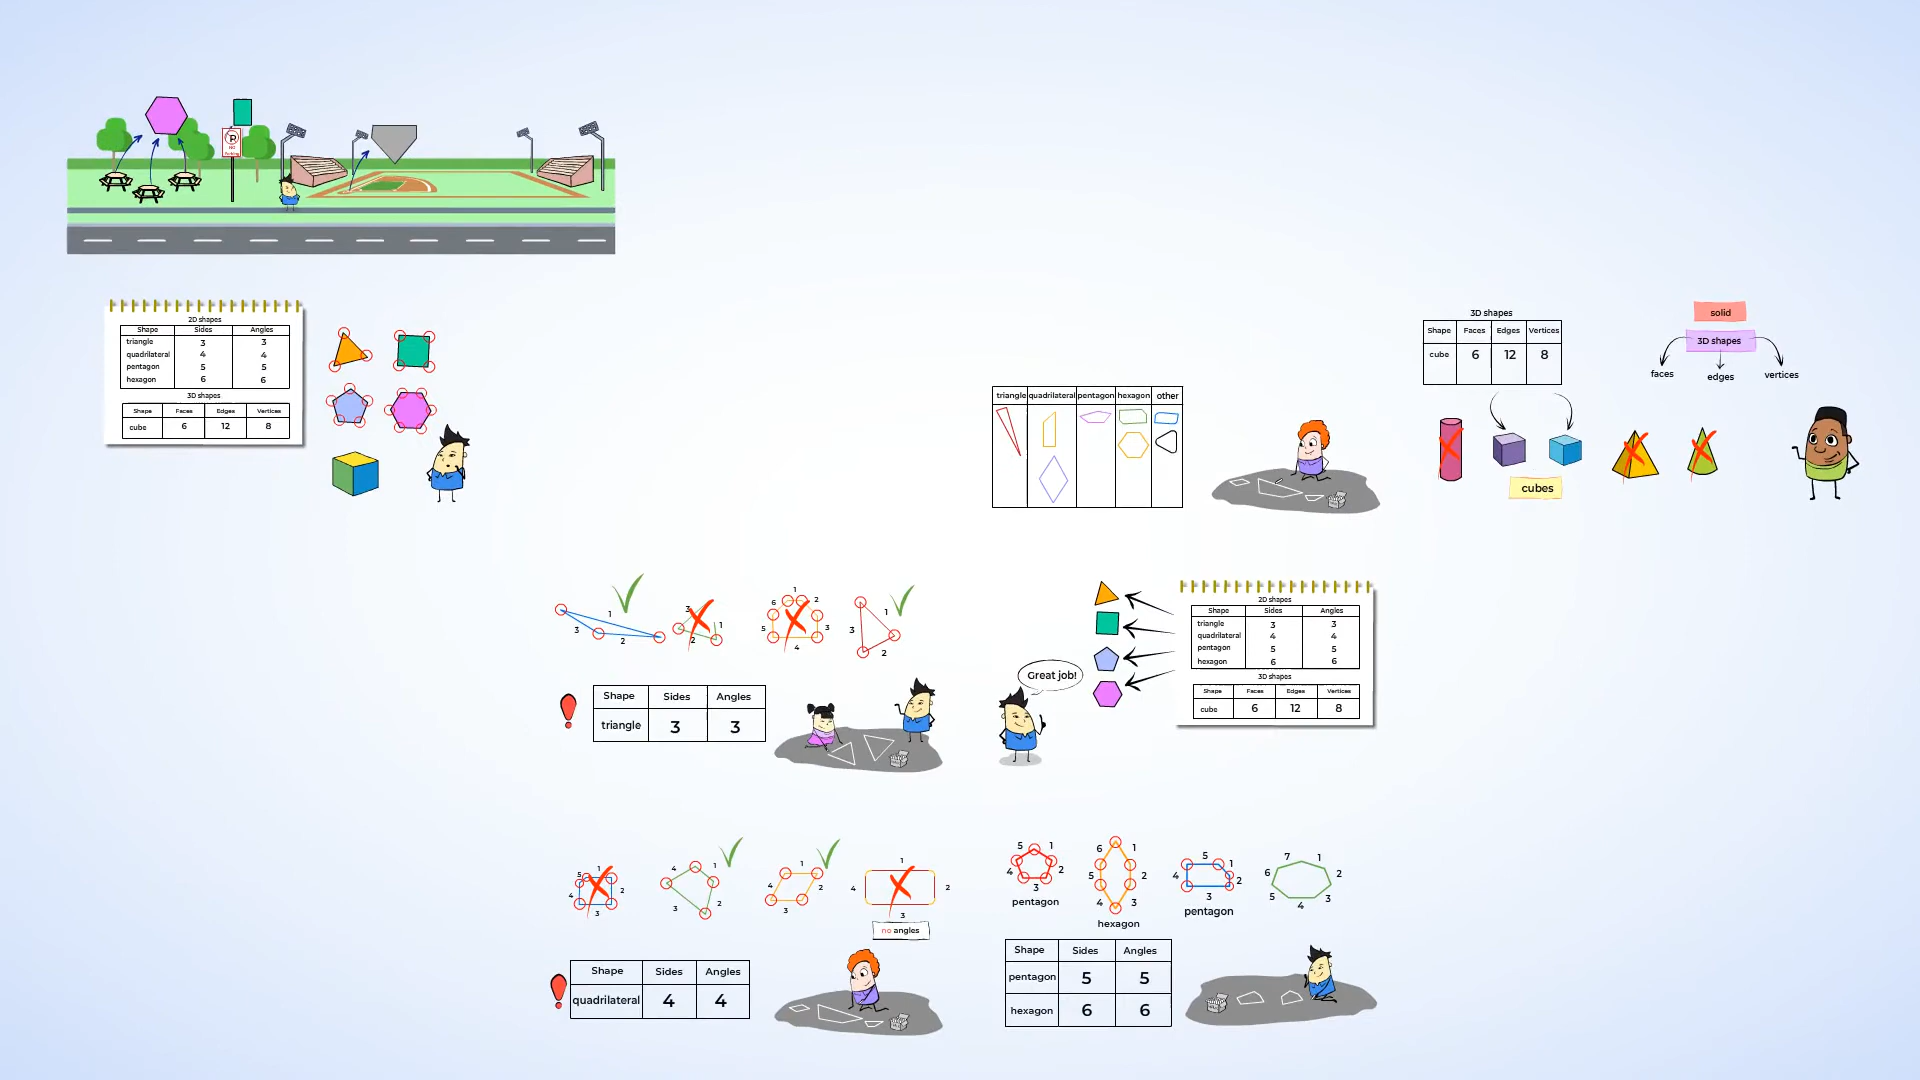 P
NO
Parking
2D shapes
Shape Sides Angles
triangle 3 3
quadrilateral 4 4
pentagon 5 5
hexagon 6 6
3D shapes
Shape Faces Edges Vertices
cube 6 12 8
triangle quadrilateral pentagon hexagon other
3D shapes
Shape Faces Edges Vertices
cube 6 12 8
cubes
solid
3D shapes
faces edges vertices
1 2 3
1 2 3
1 2 3 4 5 6
1 2 3
Shape Sides Angles
triangle 3 3
Great job!
2D shapes
Shape Sides Angles
triangle 3 3
quadrilateral 4 4
pentagon 5 5
hexagon 6 6
3D shapes
Shape Faces Edges Vertices
cube 6 12 8
1 2 3 4 5
1 2 3 4
1 2 3 4
1 2 3 4
no angles
Shape Sides Angles
quadrilateral 4 4
1 2 3 4 5
pentagon
1 2 3 4 5 6
hexagon
1 2 3 4 5
pentagon
1 2 3 4 5 6 7
Shape Sides Angles
pentagon 5 5
hexagon 6 6